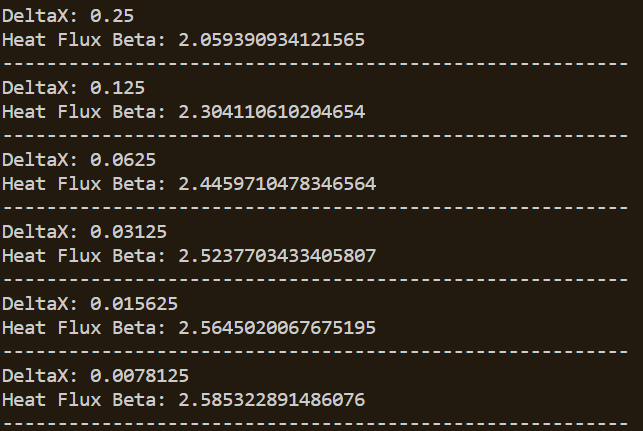 DeltaX: 0.25
Heat Flux Beta: 2.059390934121565
---------------------------------------------------------
DeltaX: 0.125
Heat Flux Beta: 2.304110610204654
---------------------------------------------------------
DeltaX: 0.0625
Heat Flux Beta: 2.4459710478346564
---------------------------------------------------------
DeltaX: 0.03125
Heat Flux Beta: 2.5237703433405807
---------------------------------------------------------
DeltaX: 0.015625
Heat Flux Beta: 2.5645020067675195
---------------------------------------------------------
DeltaX: 0.0078125
Heat Flux Beta: 2.585322891486076
---------------------------------------------------------